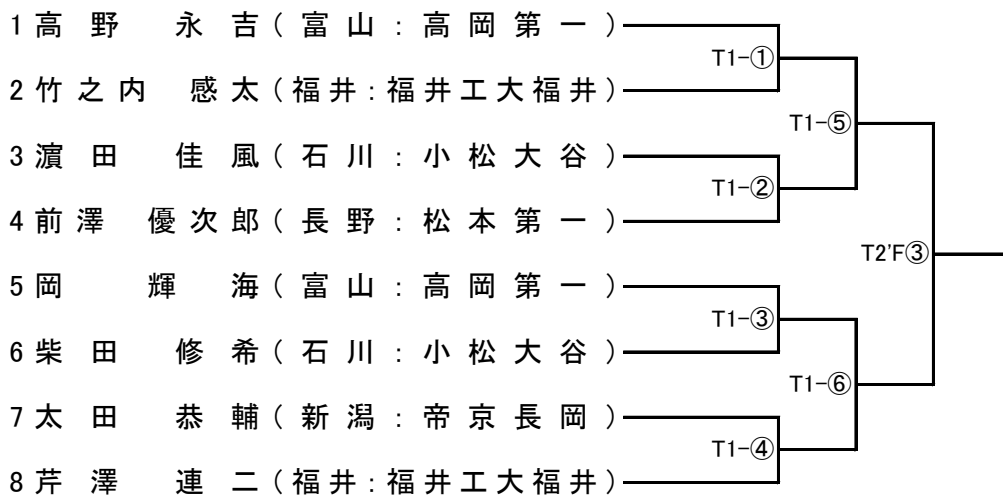 1 高野 永吉 ( 富山 : 高岡第一 )
T1-①
2 竹之内 感太 ( 福井 : 福井工大福井 )
T1-⑤
3 濵田 佳風 ( 石川 : 小松大谷 )
T1-②
4 前澤 優次郎 ( 長野 : 松本第一 )
T2'F③
5 岡 輝海 ( 富山 : 高岡第一 )
T1-③
6 柴田 修希 ( 石川 : 小松大谷 )
T1-⑥
7 太田 恭輔 ( 新潟 : 帝京長岡 )
T1-④
8 芹澤 連二 ( 福井 : 福井工大福井 )